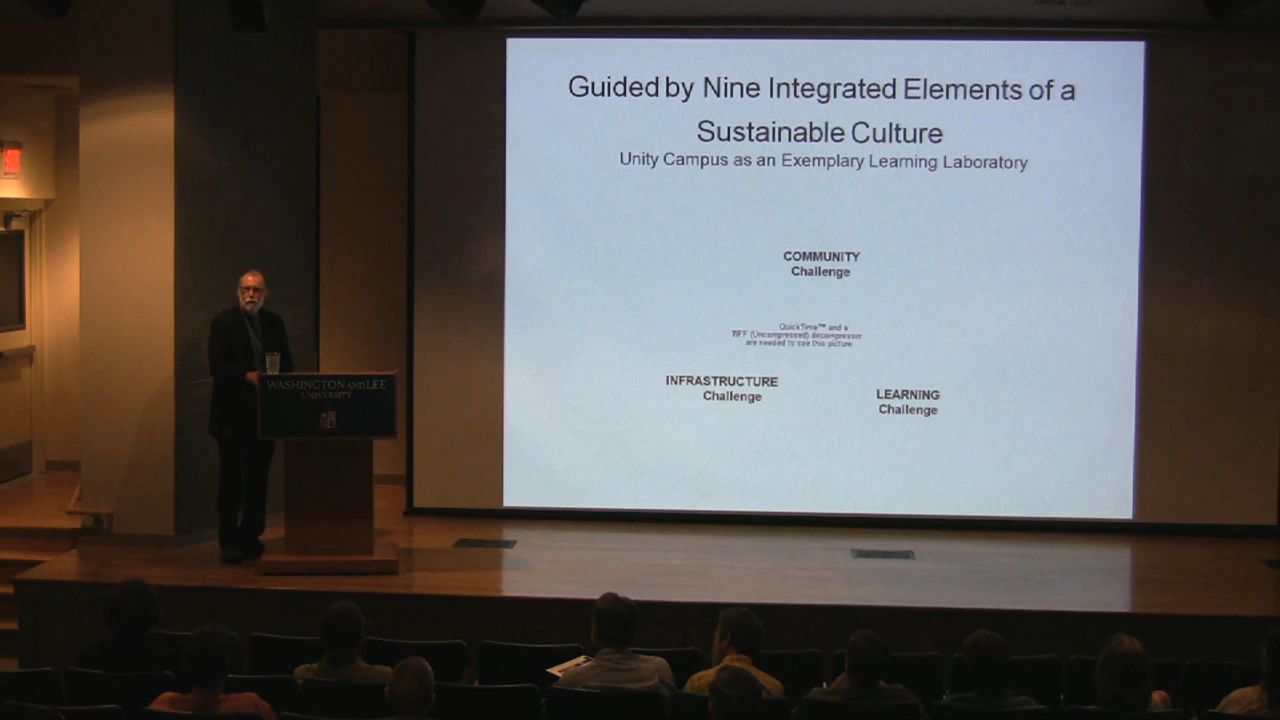 Guided by Nine Integrated Elements of a
Sustainable Culture
Unity Campus as an Exemplary Learning Laboratory
COMMUNITY
Challenge
QuickTime™ and a
TIFF (Uncompressed) decompressor
are needed to see this picture
INFRASTRUCTURE
Challenge
LEARNING
Challenge
WASHINGTON AND LEE
UNIVERSITY